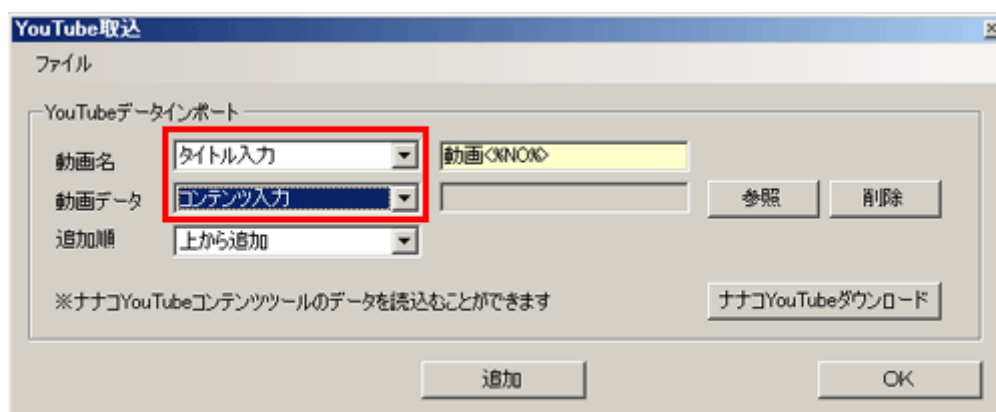 YouTube取込
ファイル
YouTubeデータインポート
動画名 タイトル入力 動画<%NO%>
動画データ コンテンツ入力 参照 削除
追加順 上から追加
※ナナコYouTubeコンテンツツールのデータを読込むことができます ナナコYouTubeダウンロード
追加 OK